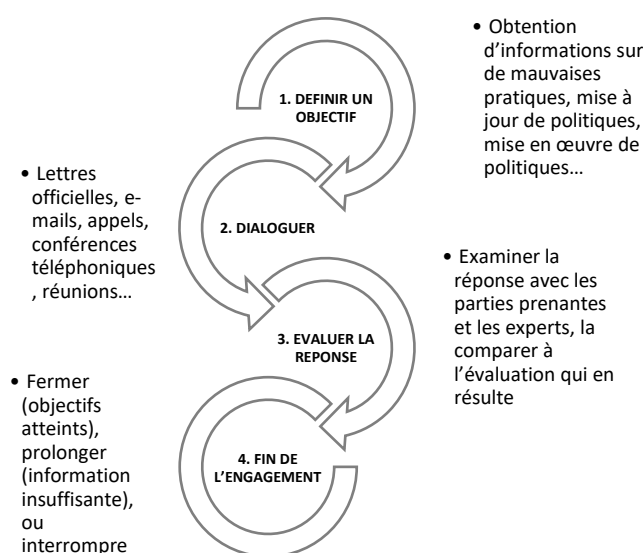 1. DEFINIR UN
OBJECTIF
• Obtention
d’informations sur
de mauvaises
pratiques, mise à
jour de politiques,
mise en œuvre de
politiques…
2. DIALOGUER
• Lettres
officielles, e-
mails, appels,
conférences
téléphoniques
, réunions…
3. EVALUER LA
REPONSE
• Examiner la
réponse avec les
parties prenantes
et les experts, la
comparer à
l’évaluation qui en
résulte
4. FIN DE
L’ENGAGEMENT
• Fermer
(objectifs
atteints),
prolonger
(information
insuffisante),
ou
interrompre